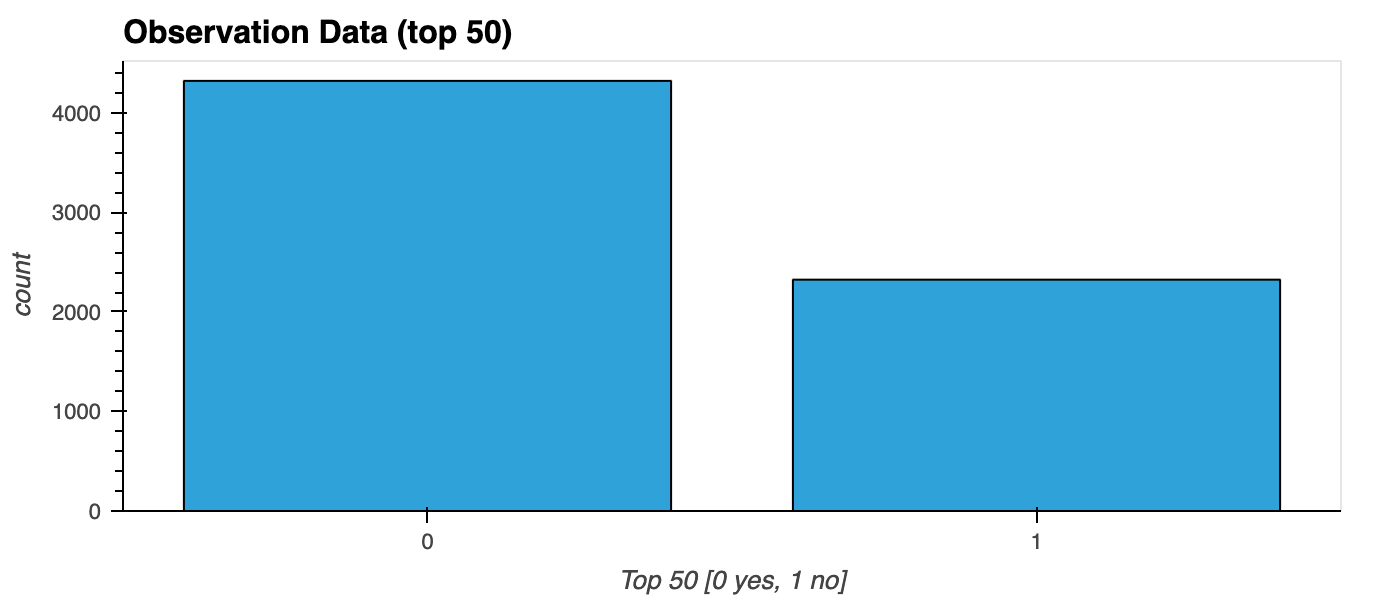 Observation Data (top 50)
4000
3000
2000
1000
0
count
0 1
Top 50 [0 yes, 1 no]